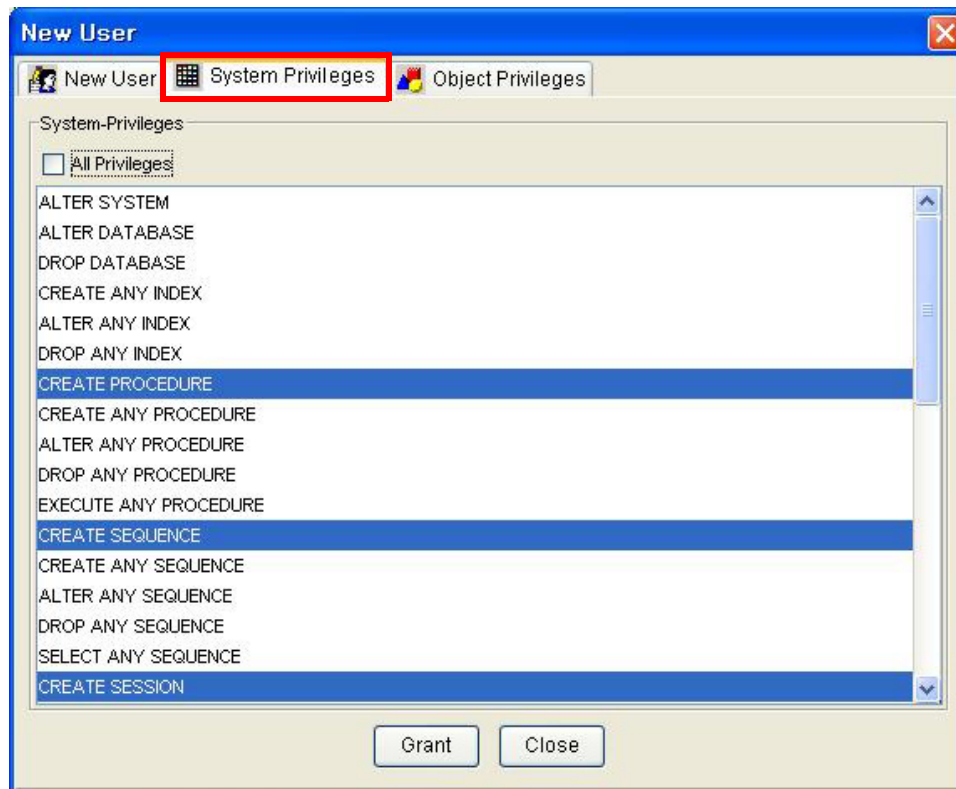 New User
New User System Privileges Object Privileges
System-Privileges
All Privileges
ALTER SYSTEM
ALTER DATABASE
DROP DATABASE
CREATE ANY INDEX
ALTER ANY INDEX
DROP ANY INDEX
CREATE PROCEDURE
CREATE ANY PROCEDURE
ALTER ANY PROCEDURE
DROP ANY PROCEDURE
EXECUTE ANY PROCEDURE
CREATE SEQUENCE
CREATE ANY SEQUENCE
ALTER ANY SEQUENCE
DROP ANY SEQUENCE
SELECT ANY SEQUENCE
CREATE SESSION
Grant Close